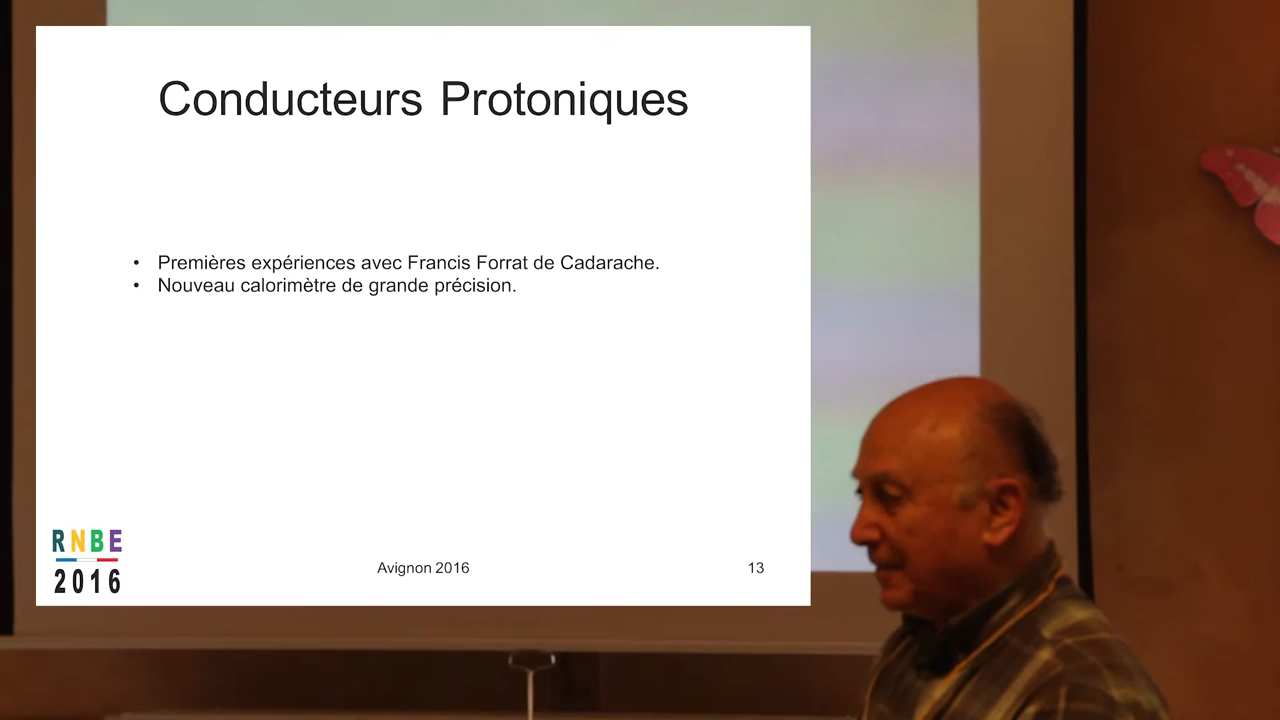 Conducteurs Protoniques
• Premières expériences avec Francis Forrat de Cadarache.
• Nouveau calorimètre de grande précision.
RNBE
2016
Avignon 2016
13